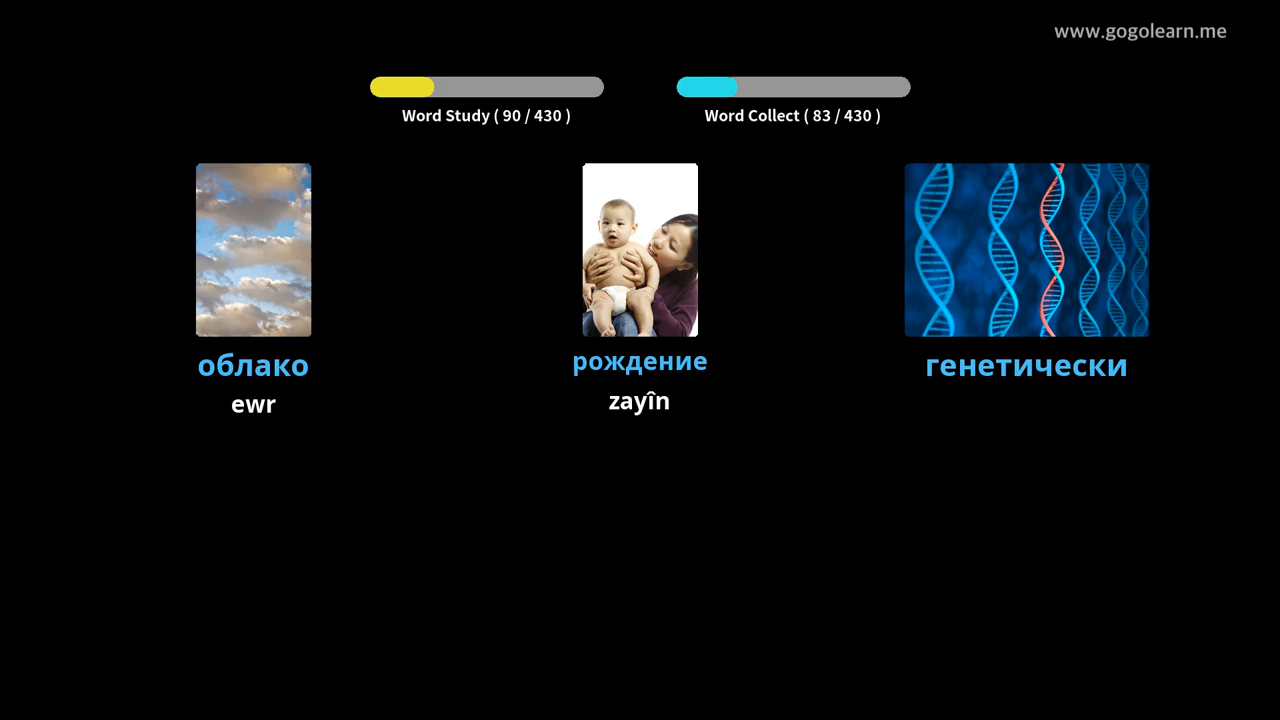 www.gogolearn.me
Word Study ( 90 / 430 )
Word Collect ( 83 / 430 )
облако
ewr
рождение
zayîn
генетически